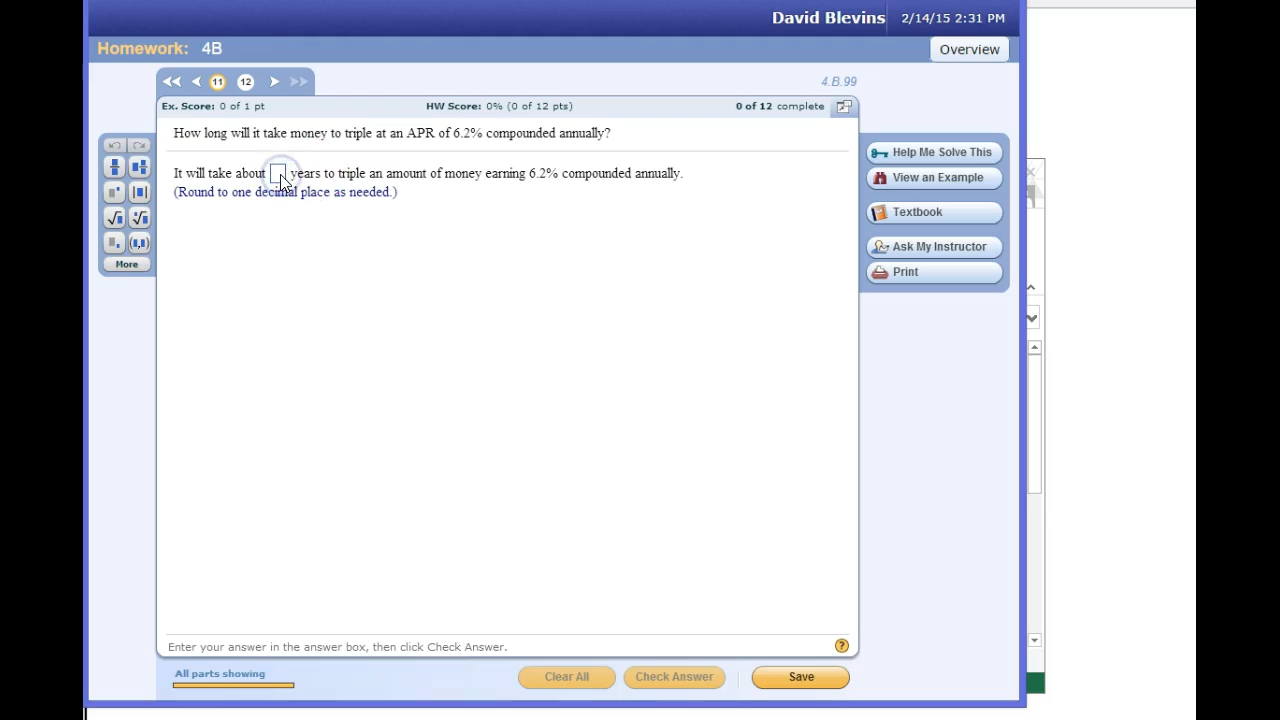 David Blevins 2/14/15 2:31 PM
Homework: 4B
Overview
11 12
4.B.99
Ex. Score: 0 of 1 pt HW Score: 0% (0 of 12 pts) 0 of 12 complete
How long will it take money to triple at an APR of 6.2% compounded annually?
It will take about years to triple an amount of money earning 6.2% compounded annually.
(Round to one decimal place as needed.)
More
Help Me Solve This
View an Example
Textbook
Ask My Instructor
Print
Enter your answer in the answer box, then click Check Answer.
?
All parts showing
Clear All
Check Answer
Save